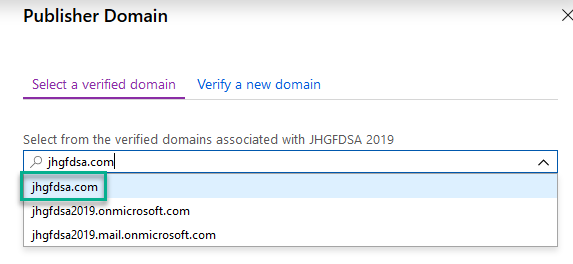 Publisher Domain
Select a verified domain
Verify a new domain
Select from the verified domains associated with JHGFDSA 2019
jhgfdsa.com
jhgfdsa.com
jhgfdsa2019.onmicrosoft.com
jhgfdsa2019.mail.onmicrosoft.com